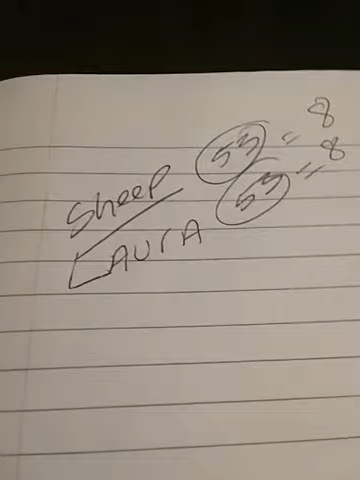 Sheep 53 = 8
LAUrA 53 = 8